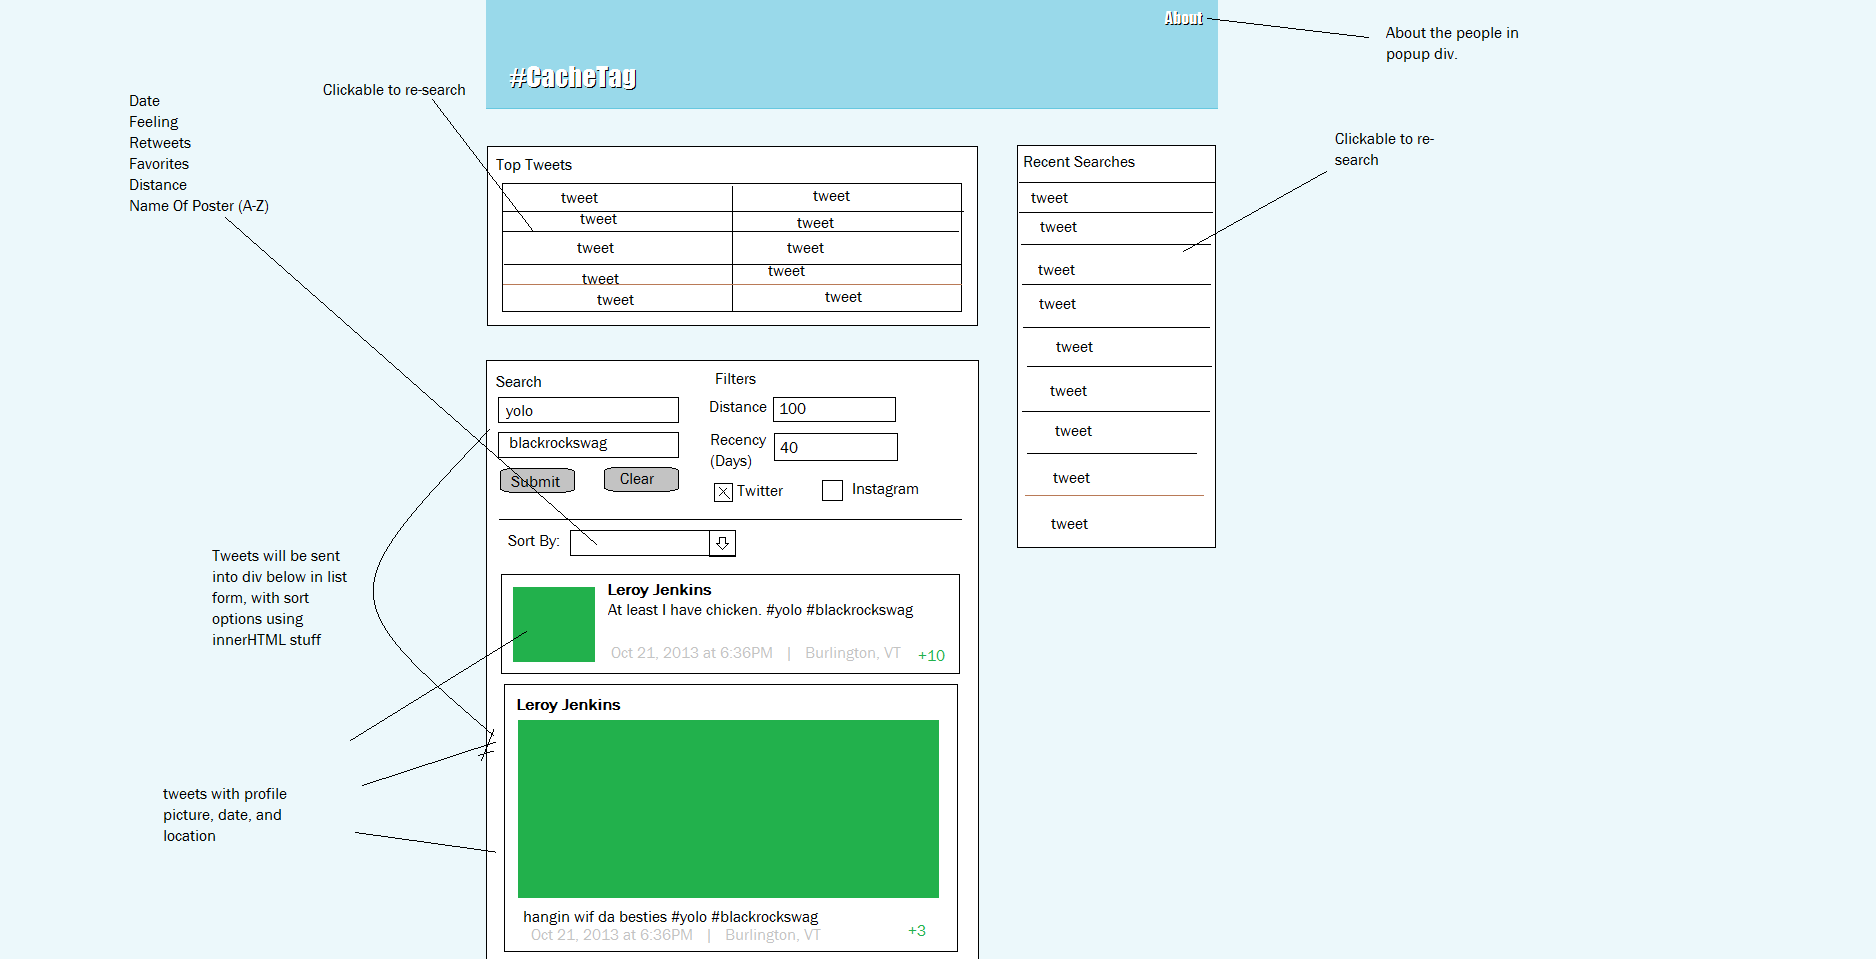 About
#CacheTag
About the people in
popup div.
Clickable to re-search
Date
Feeling
Retweets
Favorites
Distance
Name Of Poster (A-Z)
Clickable to re-
search
Top Tweets
tweet
tweet
tweet
tweet
tweet
tweet
tweet
tweet
tweet
tweet
Recent Searches
tweet
tweet
tweet
tweet
tweet
tweet
tweet
tweet
tweet
Search
yolo
blackrockswag
Submit
Clear
Filters
Distance
100
Recency
(Days)
40
Twitter
Instagram
Sort By:
Tweets will be sent
into div below in list
form, with sort
options using
innerHTML stuff
Leroy Jenkins
At least I have chicken. #yolo #blackrockswag
Oct 21, 2013 at 6:36PM | Burlington, VT
+10
tweets with profile
picture, date, and
location
Leroy Jenkins
hangin wif da besties #yolo #blackrockswag
Oct 21, 2013 at 6:36PM | Burlington, VT
+3